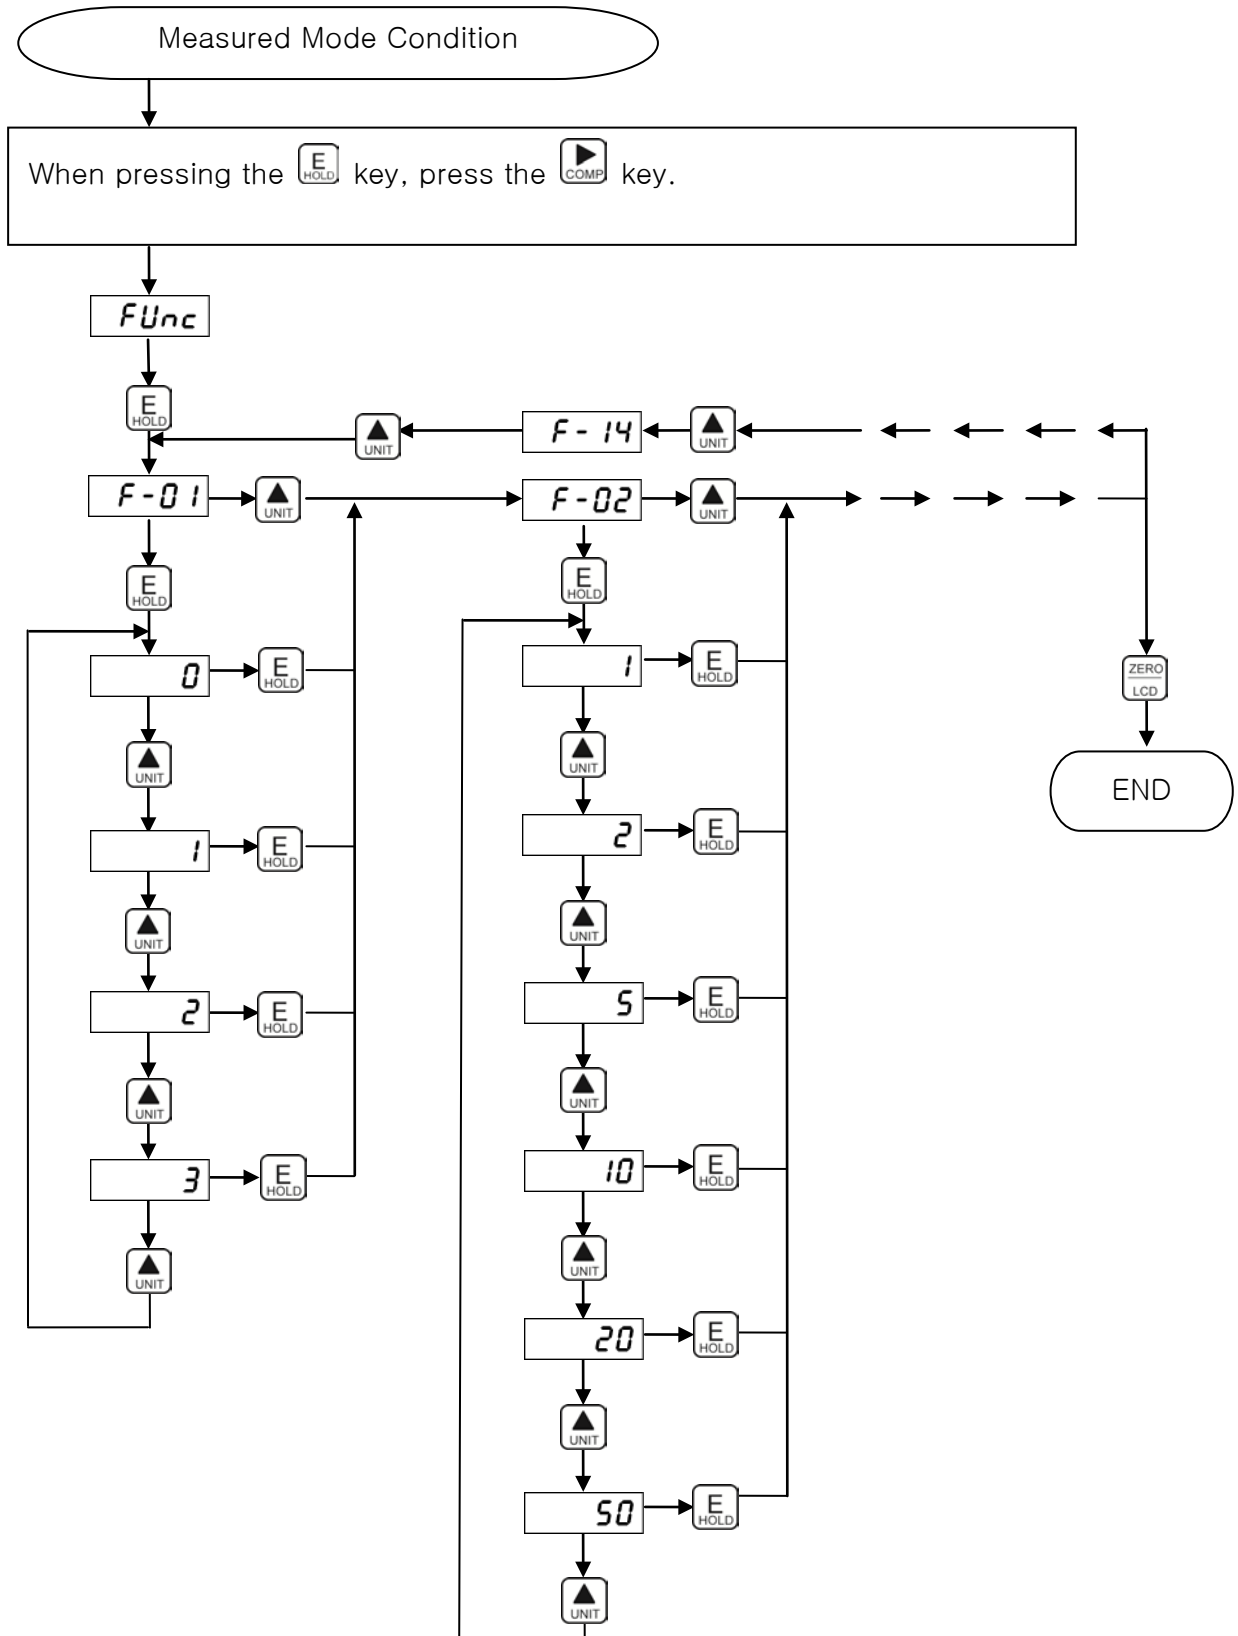 Measured Mode Condition
When pressing the E HOLD key, press the COMP key.
FUnc
E
HOLD
UNIT
F-14
UNIT
F-01
UNIT
F-02
UNIT
E
HOLD
E
HOLD
0
E
HOLD
1
E
HOLD
ZERO
LCD
UNIT
UNIT
END
1
E
HOLD
2
E
HOLD
UNIT
UNIT
2
E
HOLD
5
E
HOLD
UNIT
UNIT
3
E
HOLD
10
E
HOLD
UNIT
UNIT
20
E
HOLD
UNIT
50
E
HOLD
UNIT